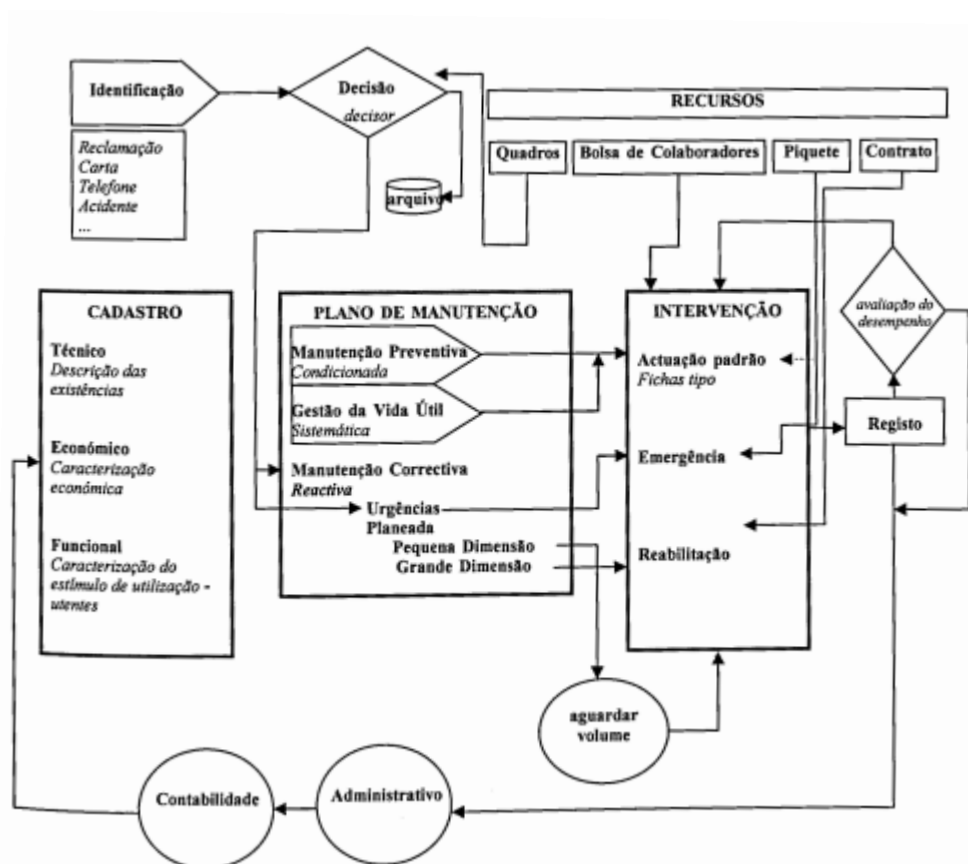 Identificação
Reclamação
Carta
Telefone
Acidente
...
Decisão
decisor
arquivo
RECURSOS
Quadros
Bolsa de Colaboradores
Piquete
Contrato
CADASTRO
Técnico
Descrição das
existências
Económico
Caracterização
económica
Funcional
Caracterização do
estímulo de utilização -
utentes
PLANO DE MANUTENÇÃO
Manutenção Preventiva
Condicionada
Gestão da Vida Útil
Sistemática
Manutenção Correctiva
Reactiva
Urgências
Planeada
Pequena Dimensão
Grande Dimensão
INTERVENÇÃO
Actuação padrão
Fichas tipo
Emergência
Reabilitação
avaliação do
desempenho
Registo
aguardar
volume
Contabilidade
Administrativo